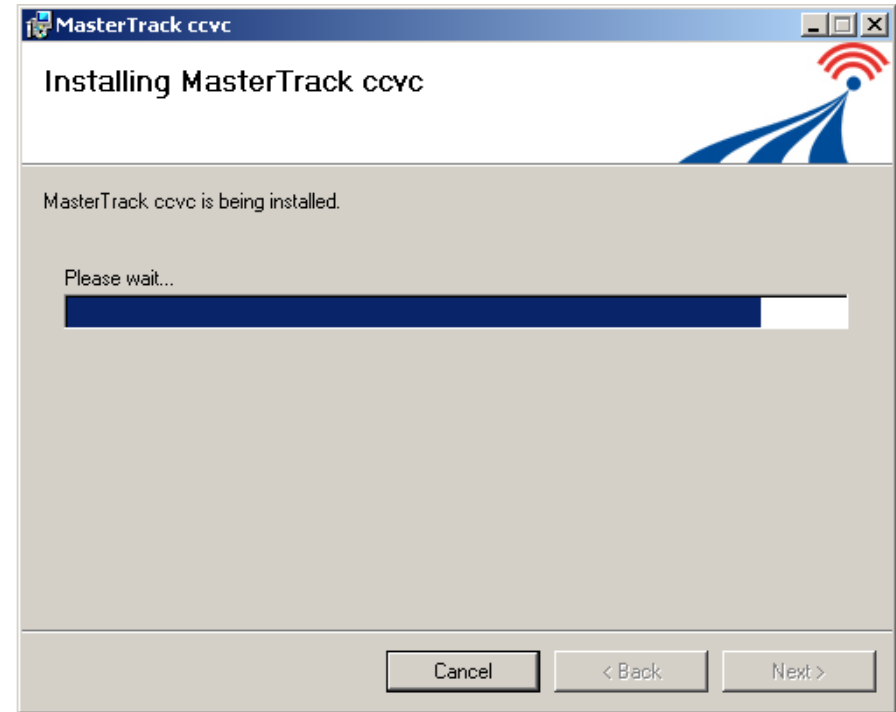 MasterTrack ccvc
Installing MasterTrack ccvc
MasterTrack ccvc is being installed.
Please wait...
Cancel
< Back
Next >